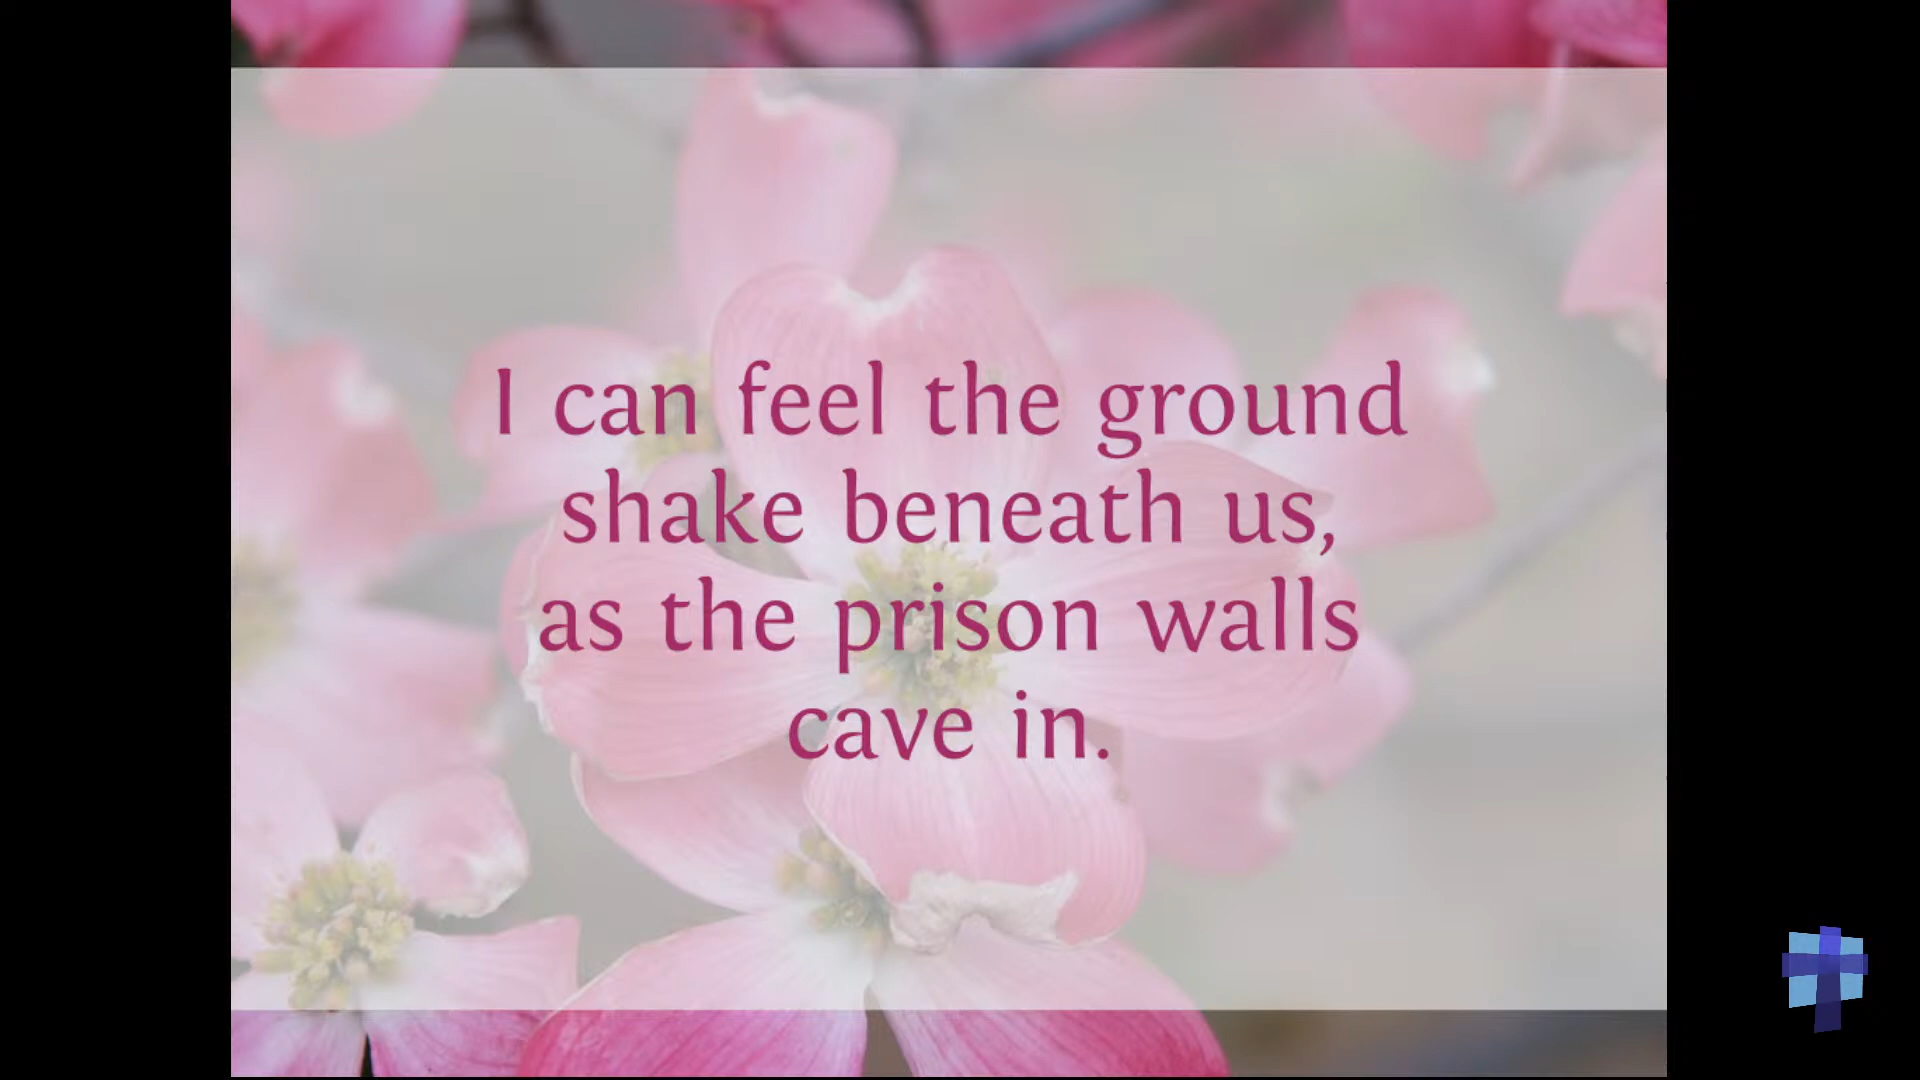 I can feel the ground
shake beneath us,
as the prison walls
cave in.